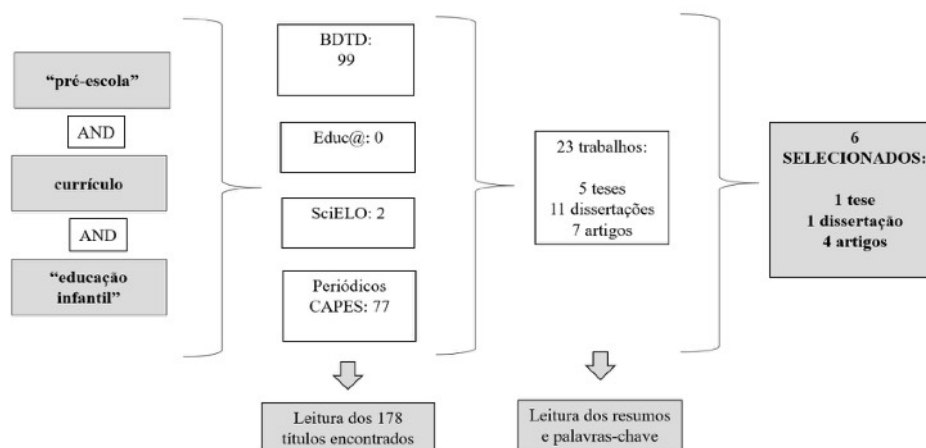 “pré-escola”
AND
currículo
AND
“educação
infantil”
BDTD:
99
Educ@: 0
SciELO: 2
Periódicos
CAPES: 77
Leitura dos 178
títulos encontrados
23 trabalhos:
5 teses
11 dissertações
7 artigos
Leitura dos resumos
e palavras-chave
6
SELECIONADOS:
1 tese
1 dissertação
4 artigos